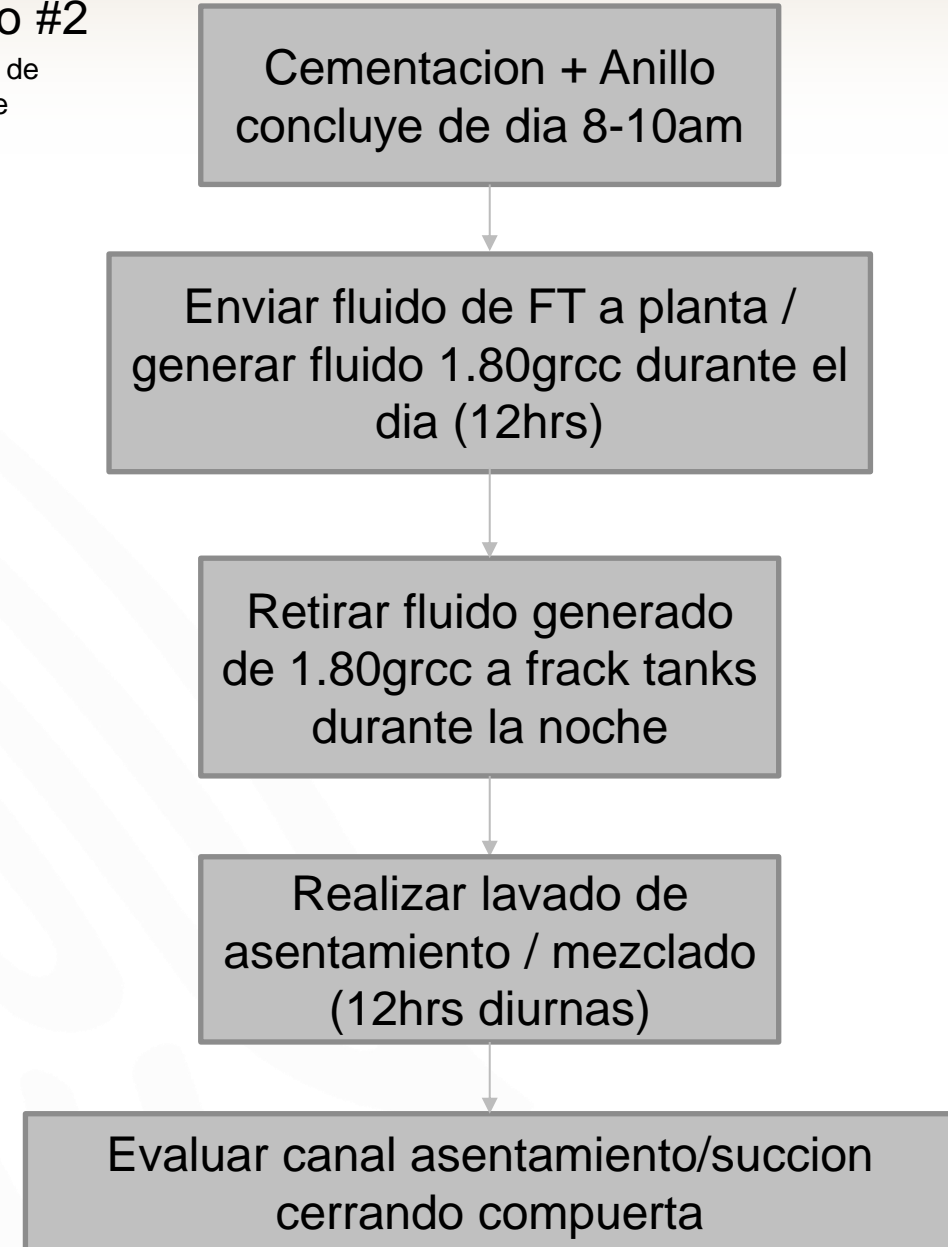 o #2
de
e
Cementacion + Anillo
concluye de dia 8-10am
Enviar fluido de FT a planta /
generar fluido 1.80grcc durante el
dia (12hrs)
Retirar fluido generado
de 1.80grcc a frack tanks
durante la noche
Realizar lavado de
asentamiento / mezclado
(12hrs diurnas)
Evaluar canal asentamiento/succion
cerrando compuerta